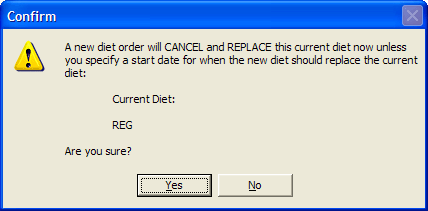 Confirm
A new diet order will CANCEL and REPLACE this current diet now unless
you specify a start date for when the new diet should replace the current
diet:
Current Diet:
REG
Are you sure?
Yes No